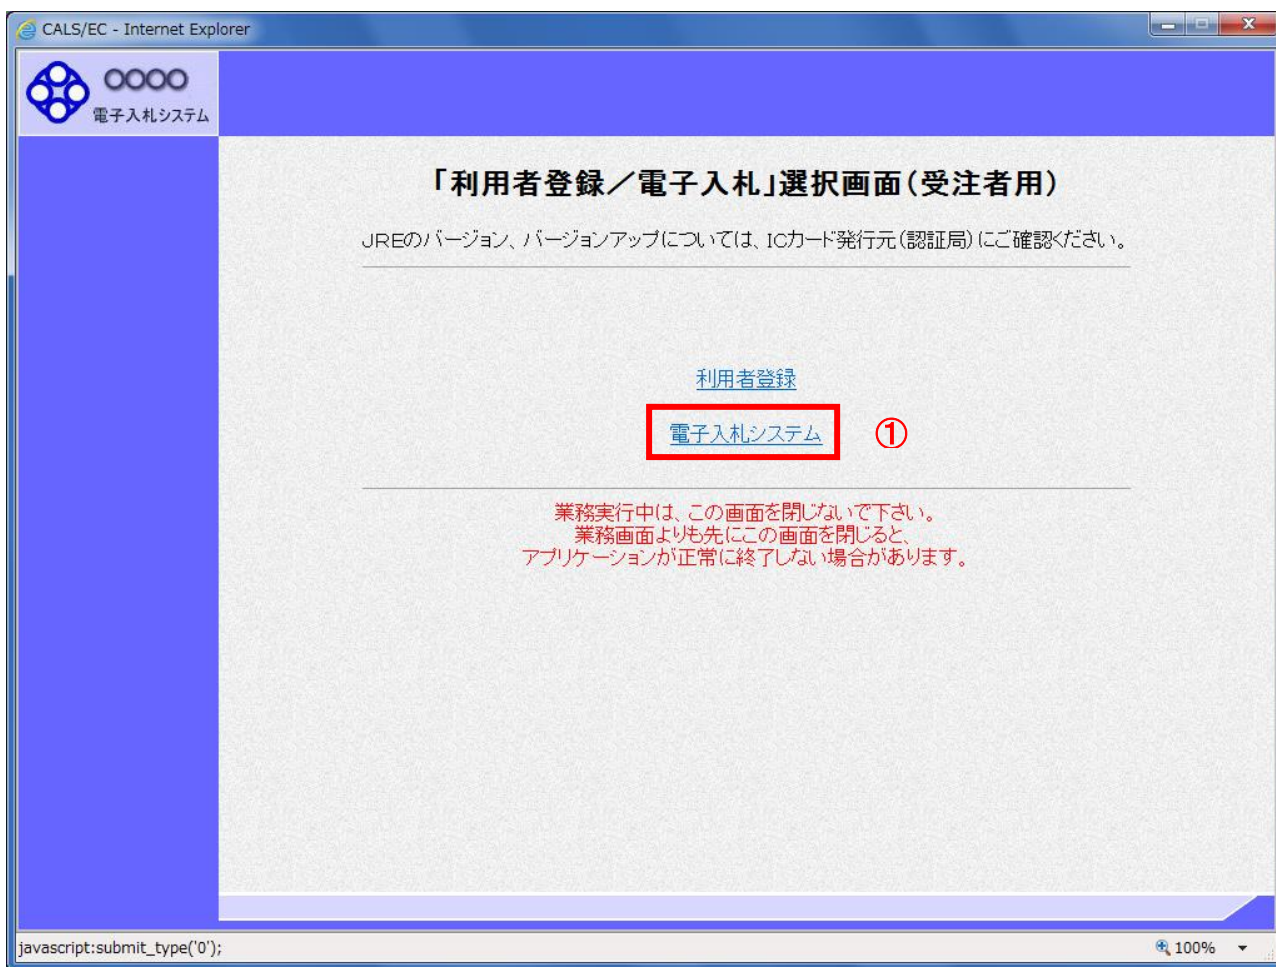 CALS/EC - Internet Explorer
○○○○
電子入札システム
「利用者登録／電子入札」選択画面(受注者用)
JREのバージョン、バージョンアップについては、ICカード発行元(認証局)にご確認ください。
利用者登録
電子入札システム ①
業務実行中は、この画面を閉じないで下さい。
業務画面よりも先にこの画面を閉じると、
アプリケーションが正常に終了しない場合があります。
javascript:submit_type('0'); 100%